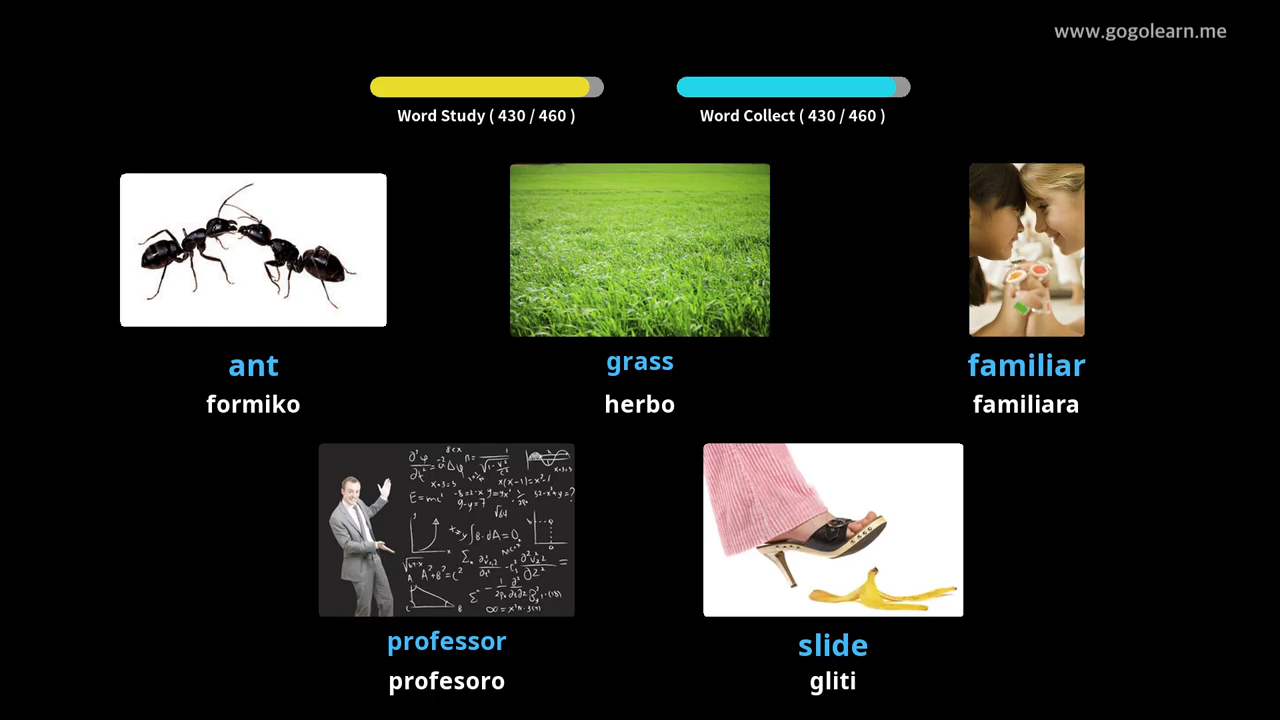 www.gogolearn.me
Word Study ( 430 / 460 )
Word Collect ( 430 / 460 )
ant
formiko
grass
herbo
familiar
familiara
professor
profesoro
slide
gliti